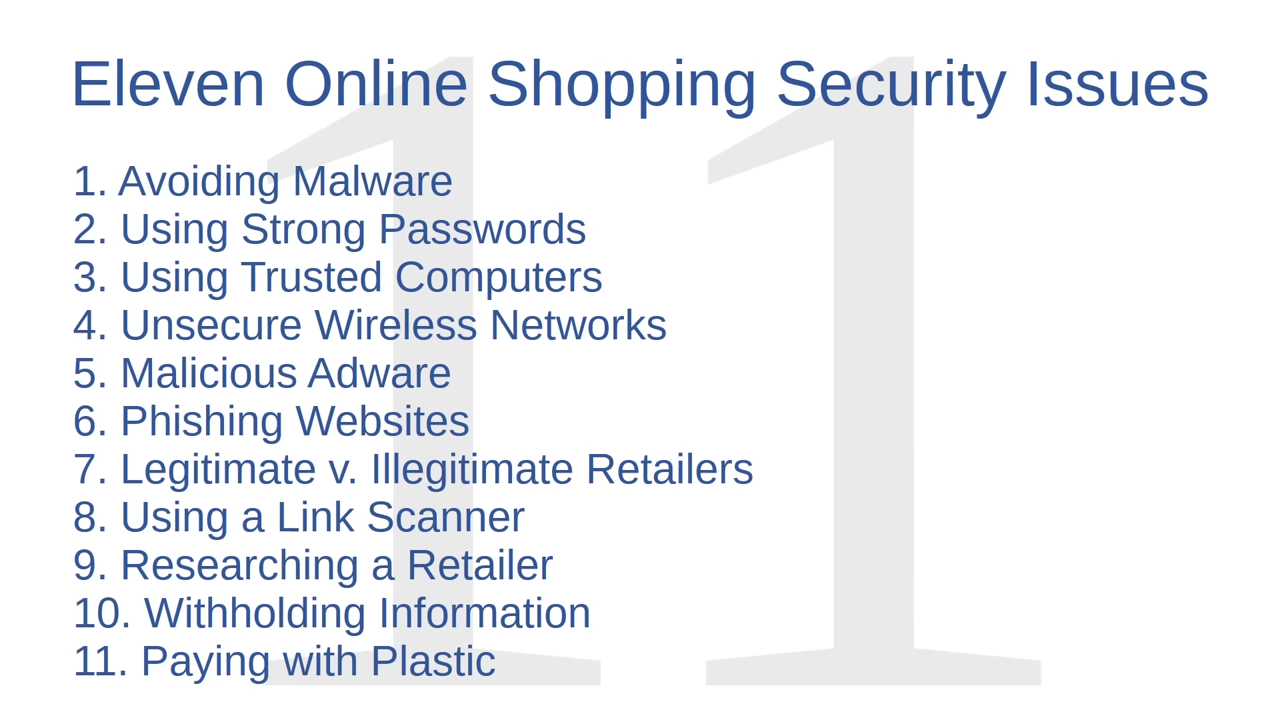 Eleven Online Shopping Security Issues
1. Avoiding Malware
2. Using Strong Passwords
3. Using Trusted Computers
4. Unsecure Wireless Networks
5. Malicious Adware
6. Phishing Websites
7. Legitimate v. Illegitimate Retailers
8. Using a Link Scanner
9. Researching a Retailer
10. Withholding Information
11. Paying with Plastic
11